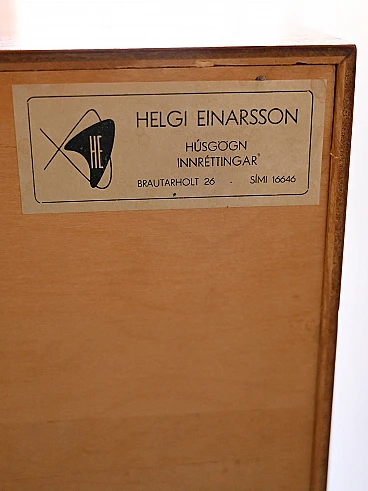 HE
HELGI EINARSSON
HÚSGÖGN
INNRÉTTINGAR
BRAUTARHOLT 26 - SÍMI 16646